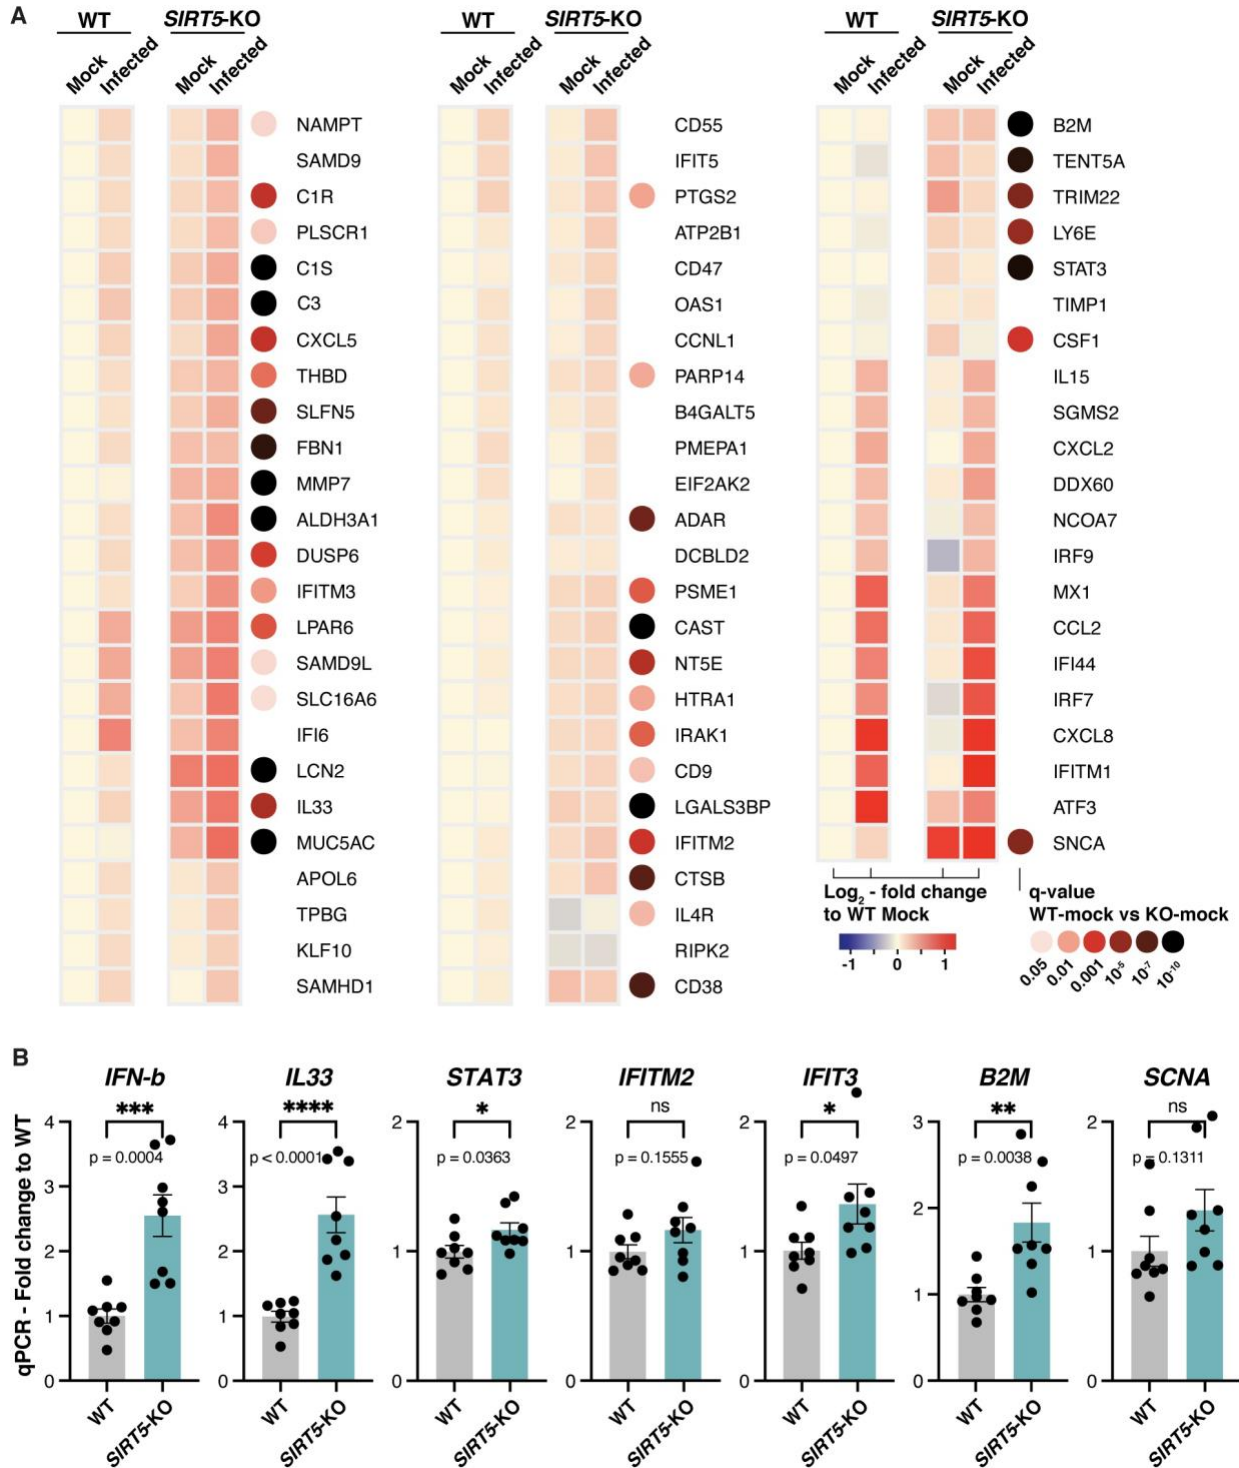 A
WT SIRT5-KO WT SIRT5-KO WT SIRT5-KO
Mock Infected Mock Infected Mock Infected Mock Infected Mock Infected Mock Infected
NAMPT CD55 B2M
SAMD9 IFIT5 TENT5A
C1R PTGS2 TRIM22
PLSCR1 ATP2B1 LY6E
C1S CD47 STAT3
C3 OAS1 TIMP1
CXCL5 CCNL1 CSF1
THBD PARP14 IL15
SLFN5 B4GALT5 SGMS2
FBN1 PMEPA1 CXCL2
MMP7 EIF2AK2 DDX60
ALDH3A1 ADAR NCOA7
DUSP6 DCBLD2 IRF9
IFITM3 PSME1 MX1
LPAR6 CAST CCL2
SAMD9L NT5E IFI44
SLC16A6 HTRA1 IRF7
IFI6 IRAK1 CXCL8
LCN2 CD9 IFITM1
IL33 LGALS3BP ATF3
MUC5AC IFITM2 SNCA
APOL6 CTSB
TPBG IL4R
KLF10 RIPK2
SAMHD1 CD38
Log2 - fold change
to WT Mock
-1 0 1
q-value
WT-mock vs KO-mock
0.05 0.01 0.001 10-5 10-7 10-10
B
IFN-b IL33 STAT3 IFITM2 IFIT3 B2M SCNA
*** **** * ns * ** ns
p = 0.0004 p < 0.0001 p = 0.0363 p = 0.1555 p = 0.0497 p = 0.0038 p = 0.1311
qPCR - Fold change to WT
4 3 2 1 0
4 3 2 1 0
2 1 0
2 1 0
2 1 0
3 2 1 0
2 1 0
WT SIRT5-KO WT SIRT5-KO WT SIRT5-KO WT SIRT5-KO WT SIRT5-KO WT SIRT5-KO WT SIRT5-KO